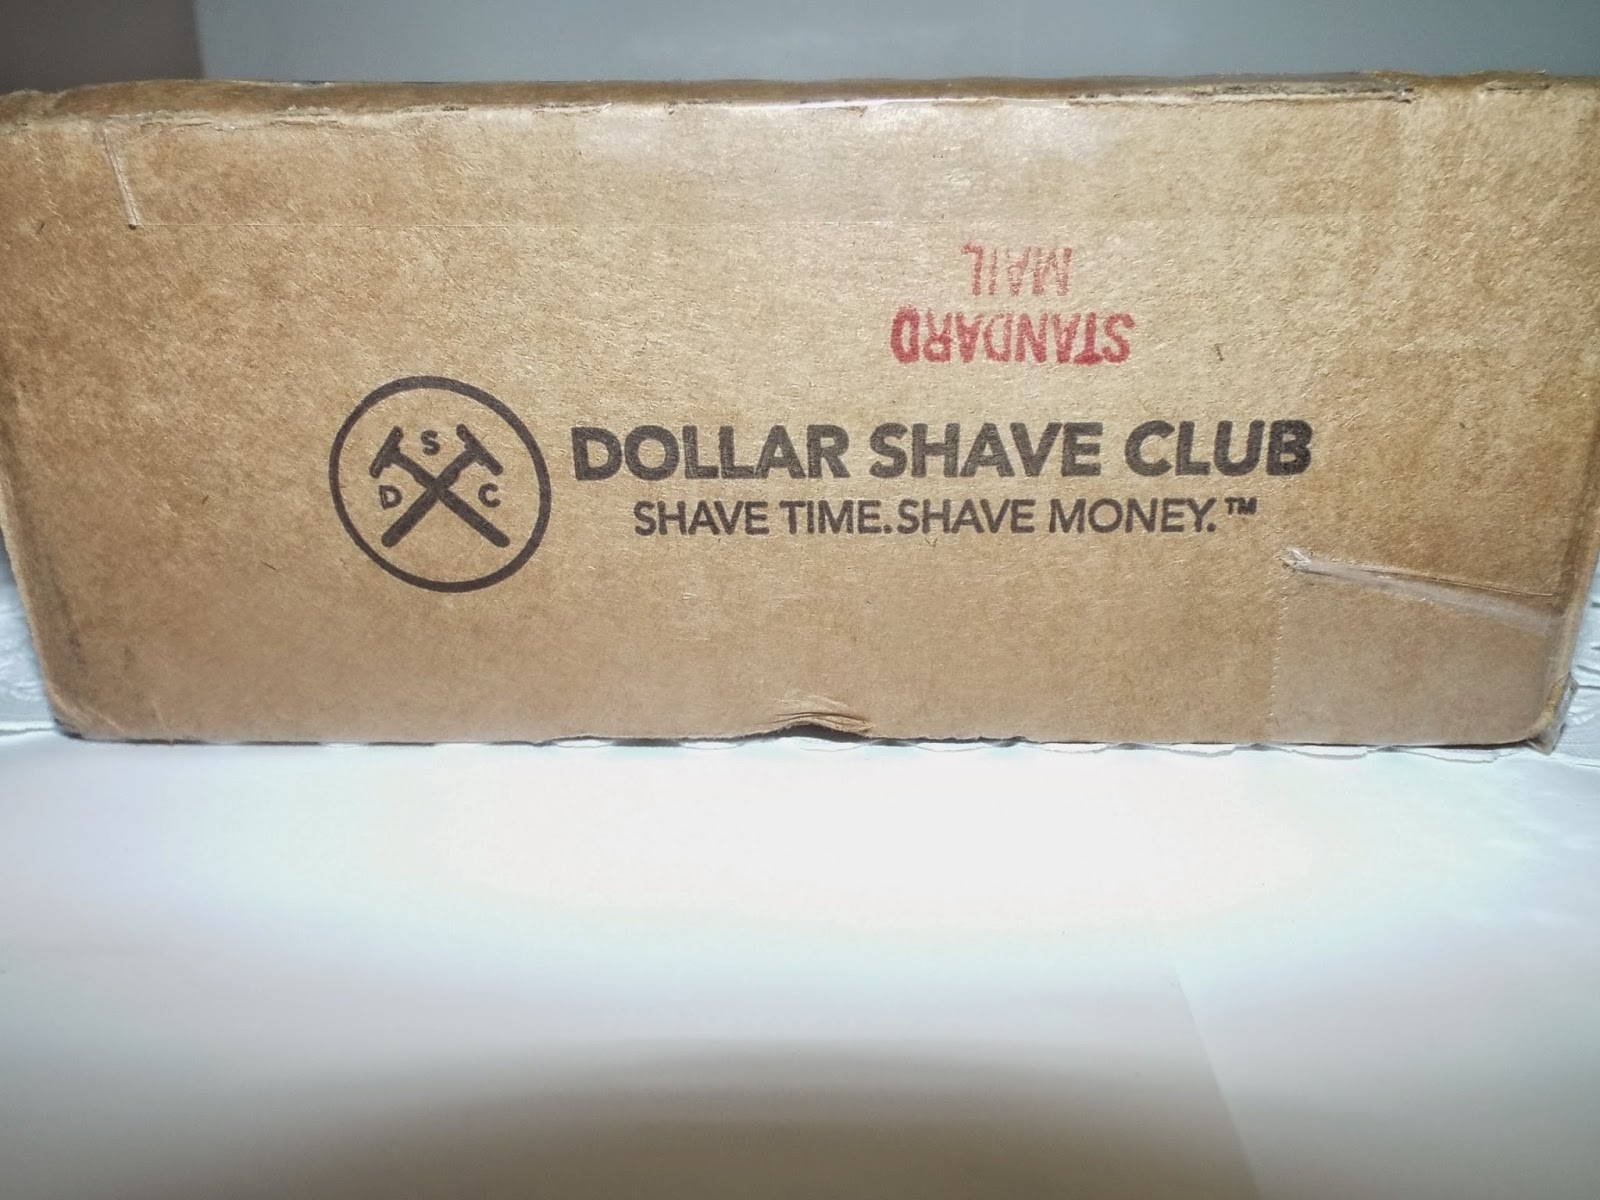 STANDARD
MAIL
S
D C
DOLLAR SHAVE CLUB
SHAVE TIME. SHAVE MONEY.™